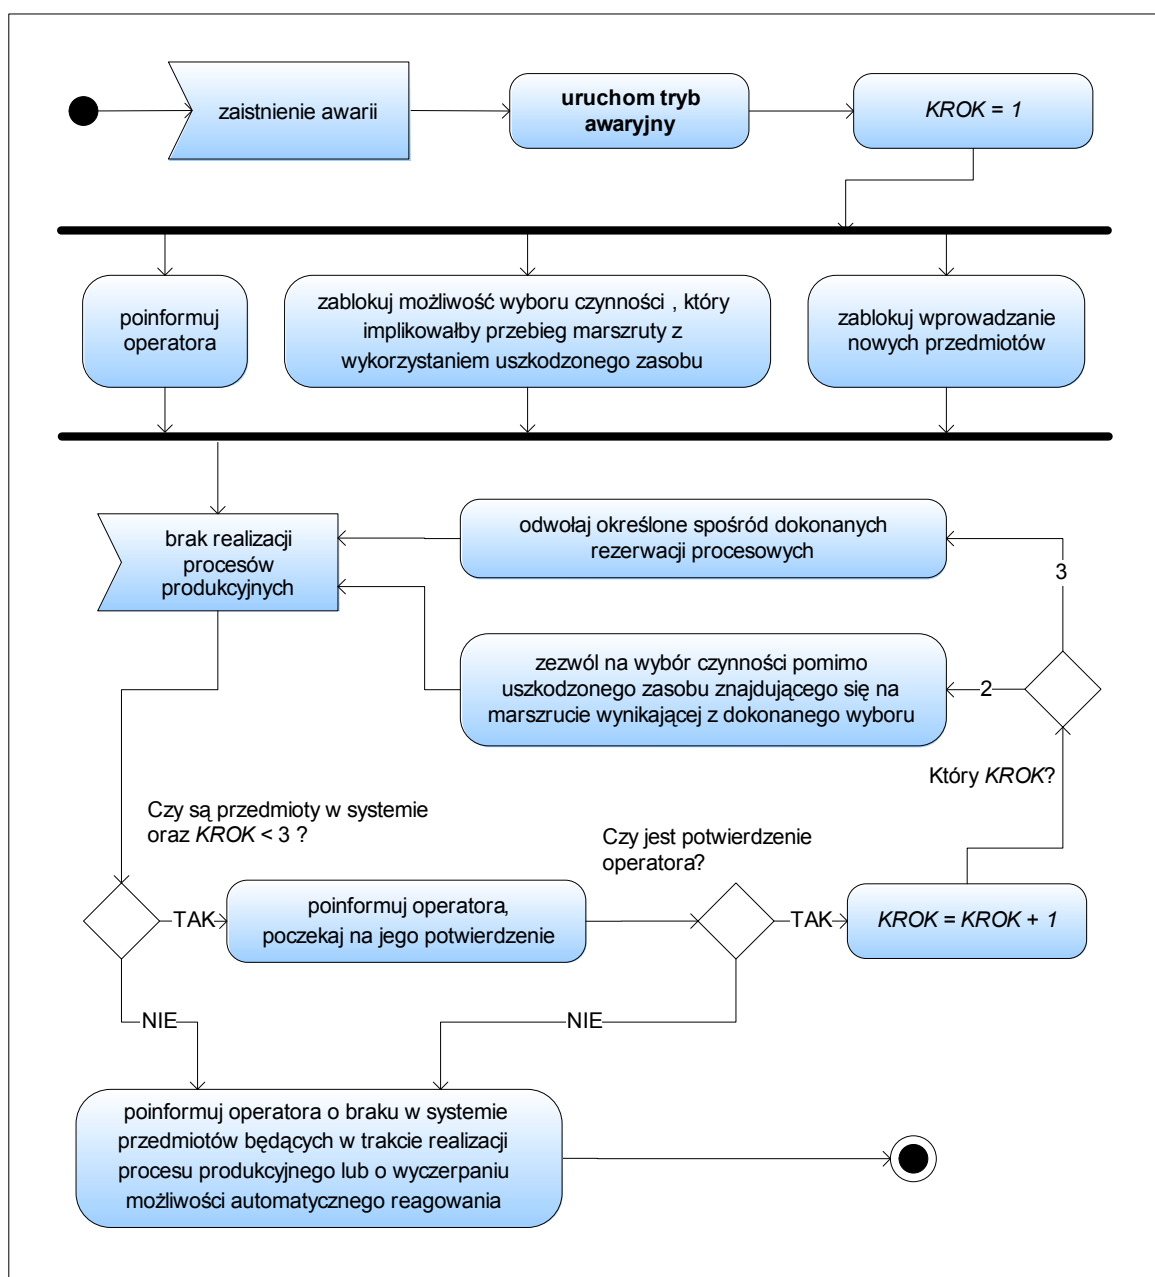 zaistnienie awarii
uruchom tryb
awaryjny
KROK = 1
poinformuj
operatora
zablokuj możliwość wyboru czynności , który
implikowałby przebieg marszruty z
wykorzystaniem uszkodzonego zasobu
zablokuj wprowadzanie
nowych przedmiotów
brak realizacji
procesów
produkcyjnych
odwołaj określone spośród dokonanych
rezerwacji procesowych
3
zezwól na wybór czynności pomimo
uszkodzonego zasobu znajdującego się na
marszrucie wynikającej z dokonanego wyboru
2
Który KROK?
Czy są przedmioty w systemie
oraz KROK < 3 ?
Czy jest potwierdzenie
operatora?
TAK
poinformuj operatora,
poczekaj na jego potwierdzenie
TAK
KROK = KROK + 1
NIE
NIE
poinformuj operatora o braku w systemie
przedmiotów będących w trakcie realizacji
procesu produkcyjnego lub o wyczerpaniu
możliwości automatycznego reagowania